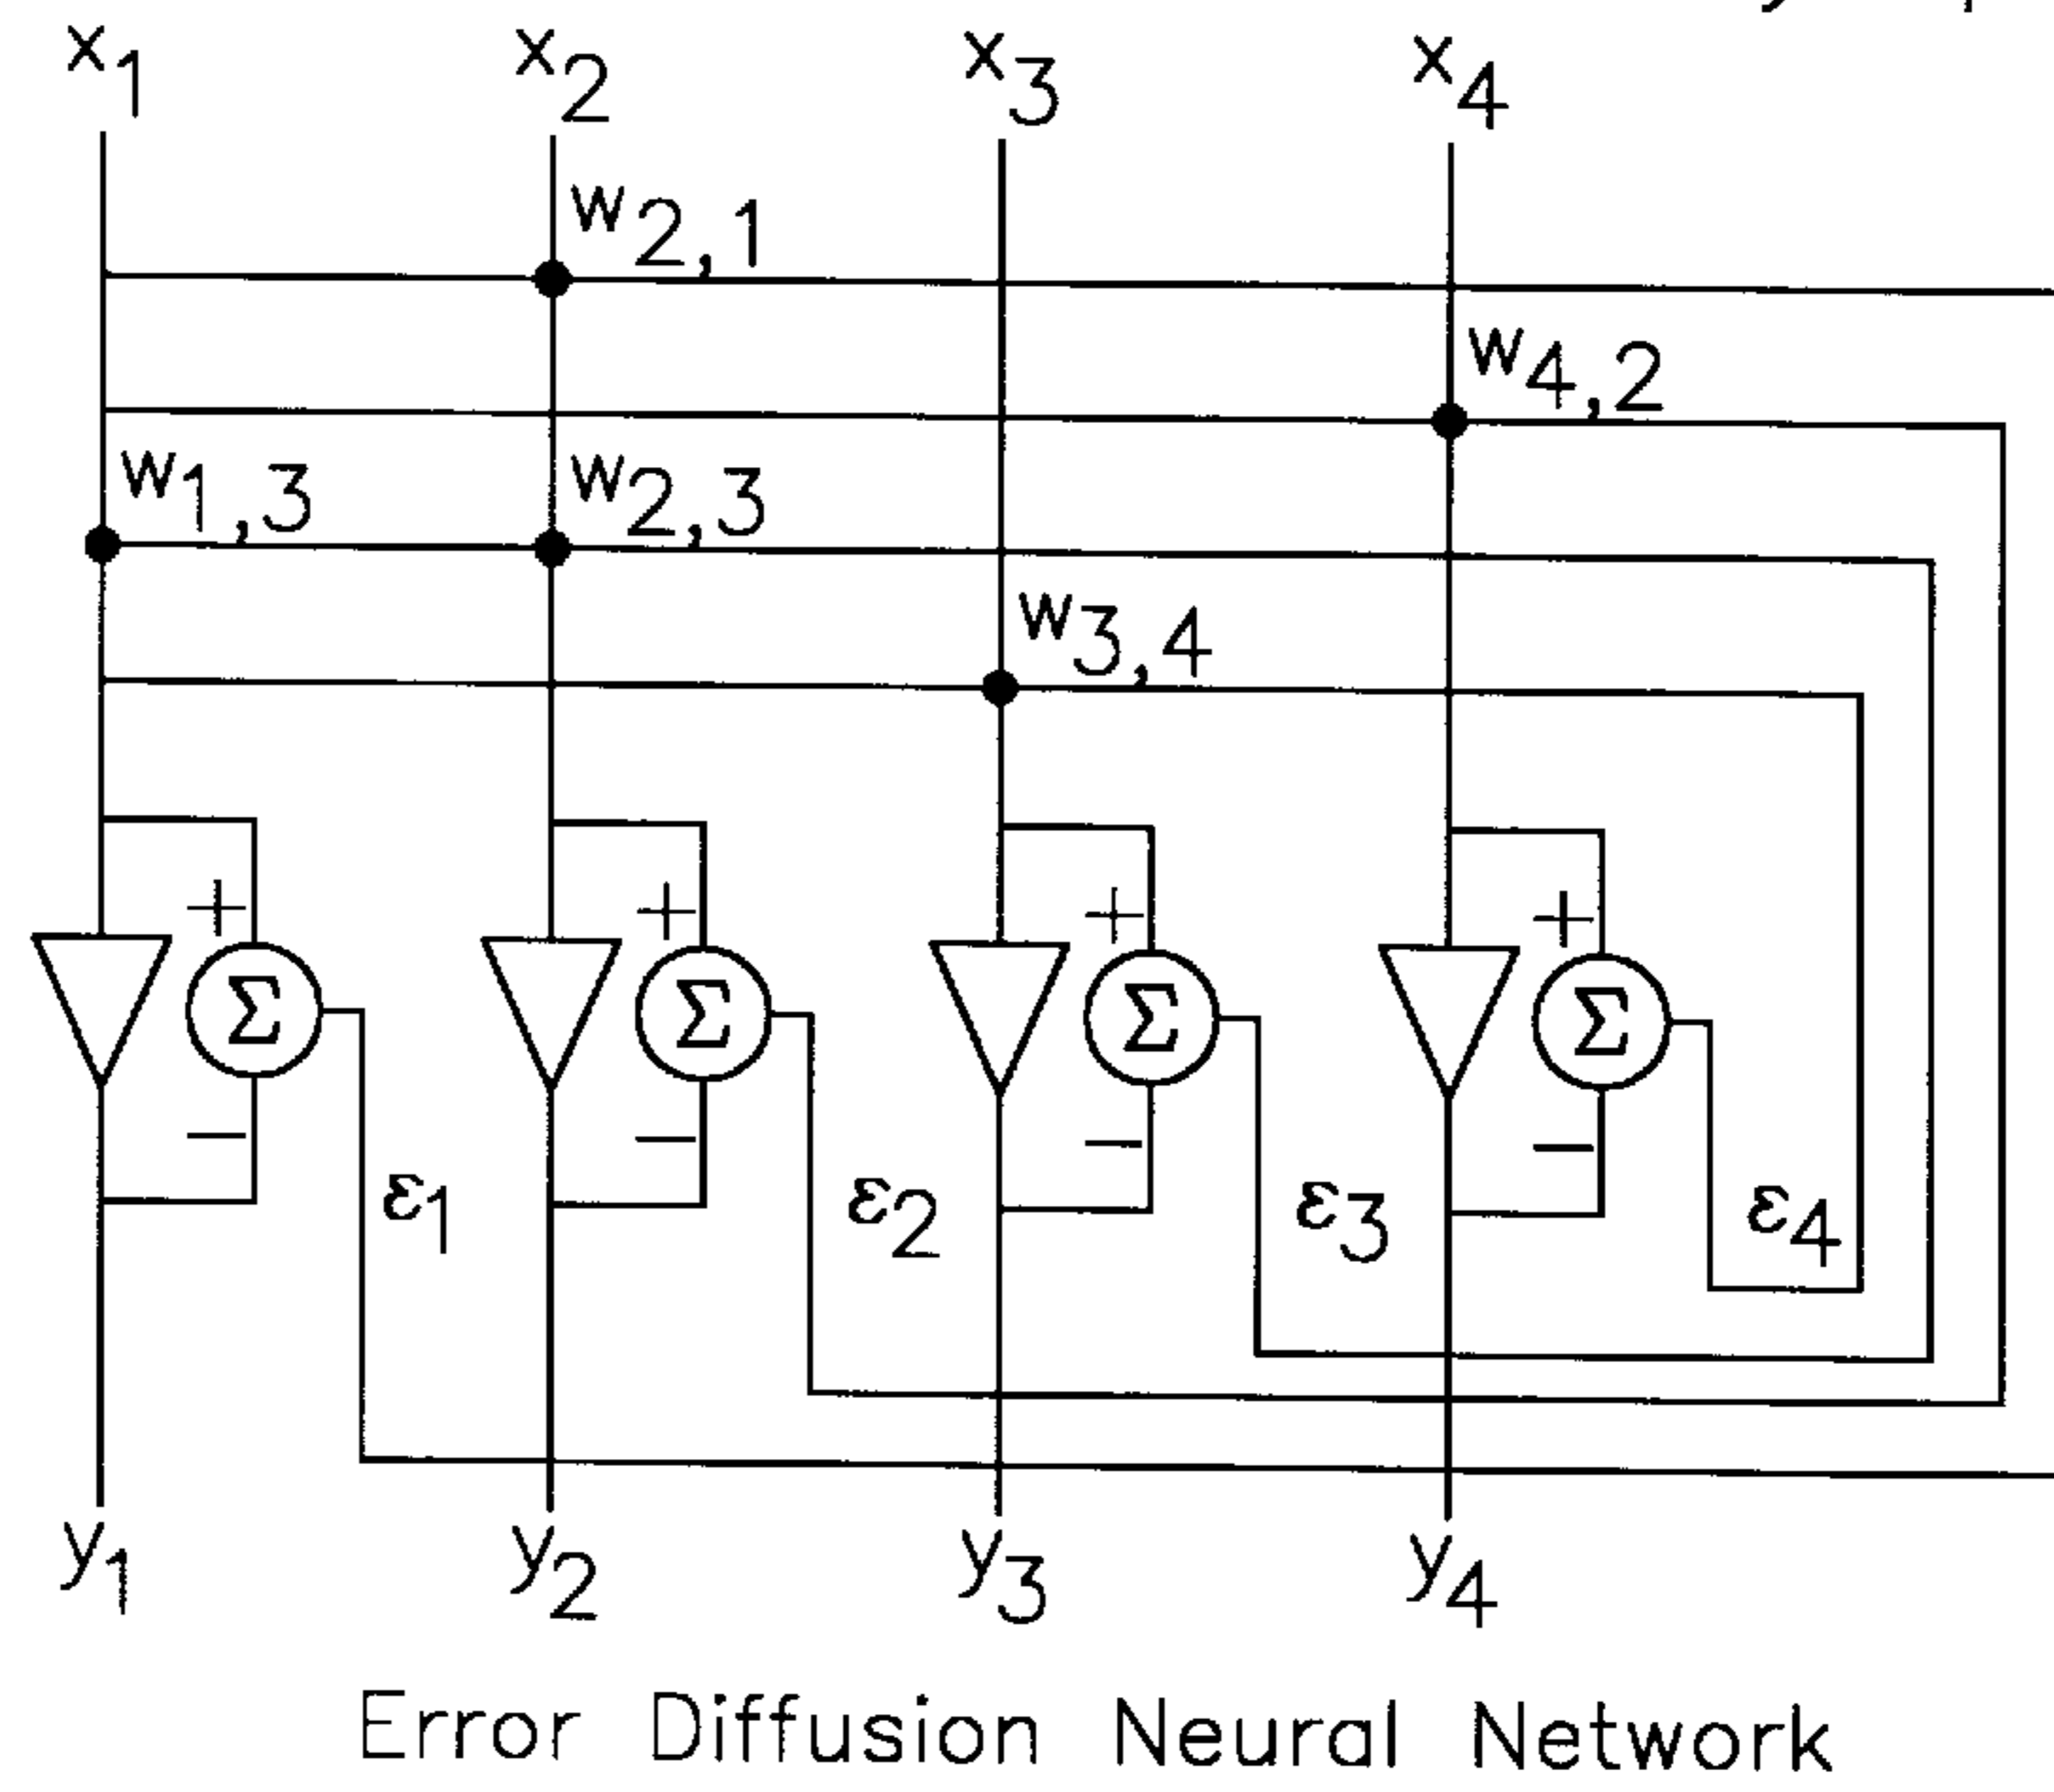 x1 x2 x3 x4
w2,1
w4,2
w1,3 w2,3
w3,4
+ + + +
Σ Σ Σ Σ
− − − −
ε1 ε2 ε3 ε4
y1 y2 y3 y4
Error Diffusion Neural Network